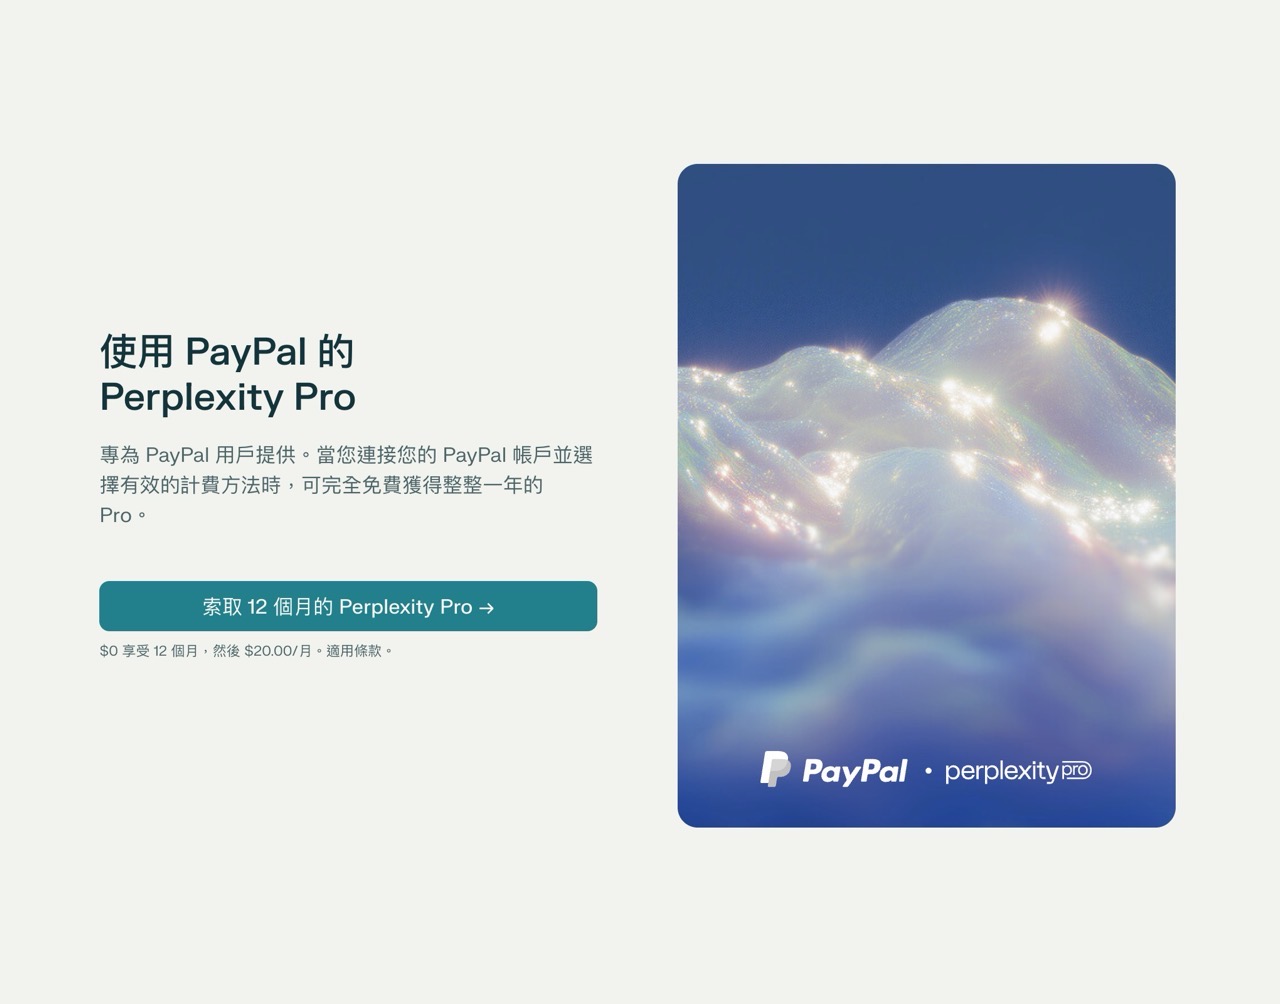 使用 PayPal 的
Perplexity Pro
專為 PayPal 用戶提供。當您連接您的 PayPal 帳戶並選
擇有效的計費方法時，可完全免費獲得整整一年的
Pro。
索取 12 個月的 Perplexity Pro →
$0 享受 12 個月，然後 $20.00/月。適用條款。
PayPal • perplexity pro